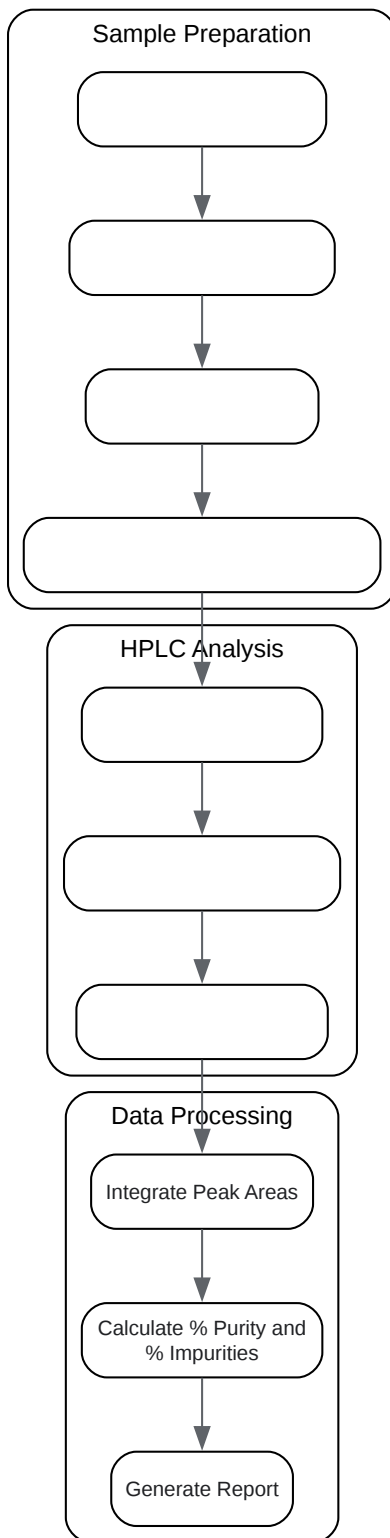 Sample Preparation
HPLC Analysis
Data Processing
Integrate Peak Areas
Calculate % Purity and
% Impurities
Generate Report